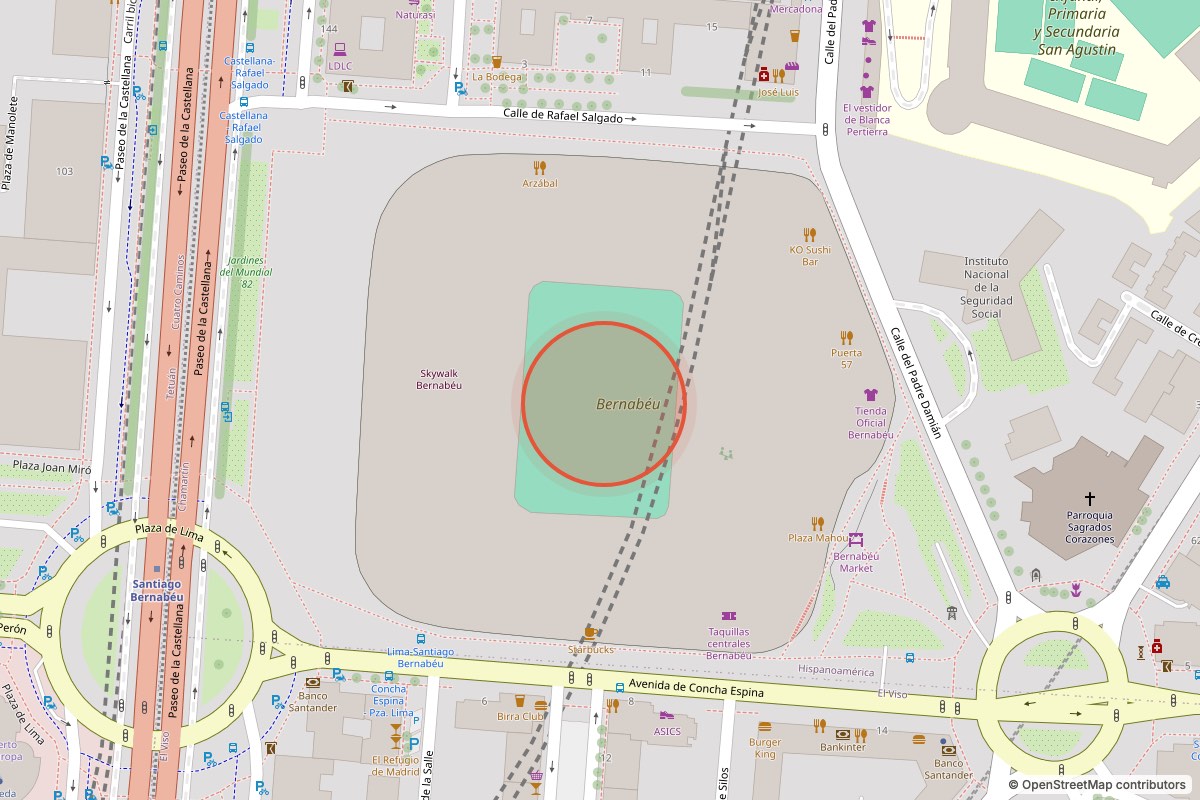 Naturasi
Mercadona
144
7
15
3
11
LDLC
La Bodega
José Luis
Primaria
y Secundaria
San Agustin
Castellana-
Rafael
Salgado
Castellana
Rafael
Salgado
Calle de Rafael Salgado
El vestidor
de Blanca
Pertierra
Plaza de Manolete
Paseo de la Castellana
Paseo de la Castellana
Carril bic
Calle del Pad
103
Arzábal
KO Sushi
Bar
Jardines
del Mundial
'82
Instituto
Nacional
de la
Seguridad
Social
Calle de Cre
Cuatro Caminos
Paseo de la Castellana
Puerta
57
Tetuán
Skywalk
Bernabéu
Bernabéu
Tienda
Oficial
Bernabéu
Calle del Padre Damián
Plaza Joan Miró
Chamartín
Plaza de Lima
Plaza Mahou
Parroquia
Sagrados
Corazones
62
Bernabéu
Market
Santiago
Bernabéu
Perón
Paseo de la Castellana
Lima-Santiago
Bernabéu
Starbucks
Taquillas
centrales
Bernabéu
Hispanoamérica
El Viso
5
Avenida de Concha Espina
Plaza de Lima
Banco
Santander
Concha
Espina
- Pza. Lima
6
Birra Club
8
ASICS
El Viso
El Refugio
de Madrid
Burger
King
Bankinter
14
Banco
Santander
12
de la Salle
e Silos
© OpenStreetMap contributors